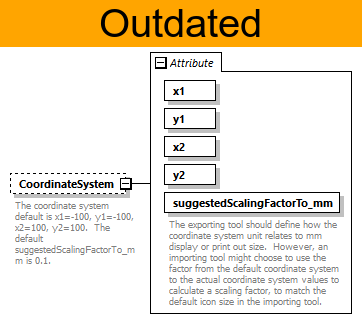 Outdated
Attribute
x1
y1
x2
y2
suggestedScalingFactorTo_mm
The exporting tool should define how the
coordinate system unit relates to mm
display or print out size.  However, an
importing tool might choose to use the
factor from the default coordinate system
to the actual coordinate system values to
calculate a scaling factor, to match the
default icon size in the importing tool.
CoordinateSystem
The coordinate system
default is x1=-100, y1=-100,
x2=100, y2=100.  The
default
suggestedScalingFactorTo_m
m is 0.1.